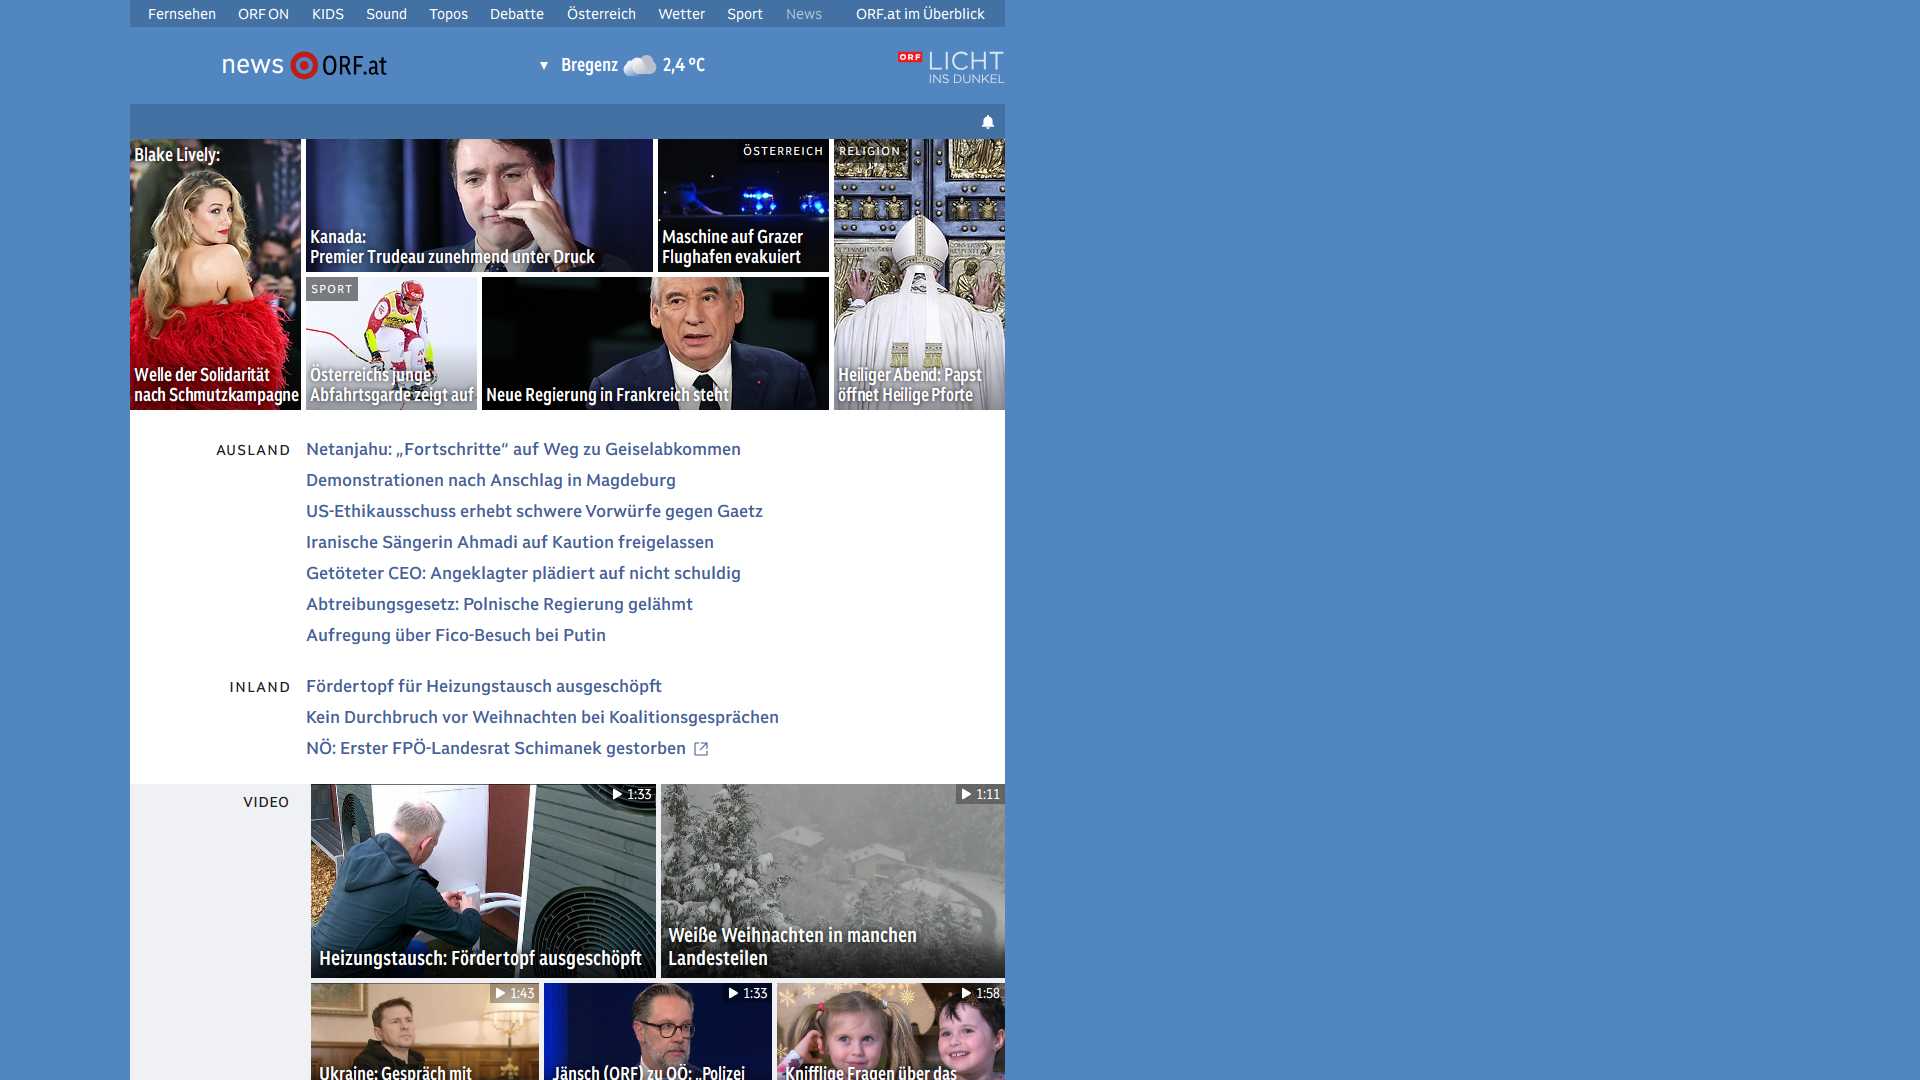 Fernsehen ORF ON KIDS Sound Topos Debatte Österreich Wetter Sport News ORF.at im Überblick
news ORF.at
▼ Bregenz 2,4 °C
ORF LICHT
INS DUNKEL
Blake Lively:
Welle der Solidarität
nach Schmutzkampagne
Kanada:
Premier Trudeau zunehmend unter Druck
ÖSTERREICH
Maschine auf Grazer
Flughafen evakuiert
RELIGION
Heiliger Abend: Papst
öffnet Heilige Pforte
SPORT
Österreichs junge
Abfahrtsgarde zeigt auf
Neue Regierung in Frankreich steht
AUSLAND
Netanjahu: „Fortschritte“ auf Weg zu Geiselabkommen
Demonstrationen nach Anschlag in Magdeburg
US-Ethikausschuss erhebt schwere Vorwürfe gegen Gaetz
Iranische Sängerin Ahmadi auf Kaution freigelassen
Getöteter CEO: Angeklagter plädiert auf nicht schuldig
Abtreibungsgesetz: Polnische Regierung gelähmt
Aufregung über Fico-Besuch bei Putin
INLAND
Fördertopf für Heizungstausch ausgeschöpft
Kein Durchbruch vor Weihnachten bei Koalitionsgesprächen
NÖ: Erster FPÖ-Landesrat Schimanek gestorben
VIDEO
1:33
Heizungstausch: Fördertopf ausgeschöpft
1:11
Weiße Weihnachten in manchen
Landesteilen
1:43
Ukraine: Gespräch mit
1:33
Jänsch (ORF) zu OÖ: „Polizei
1:58
Knifflige Fragen über das